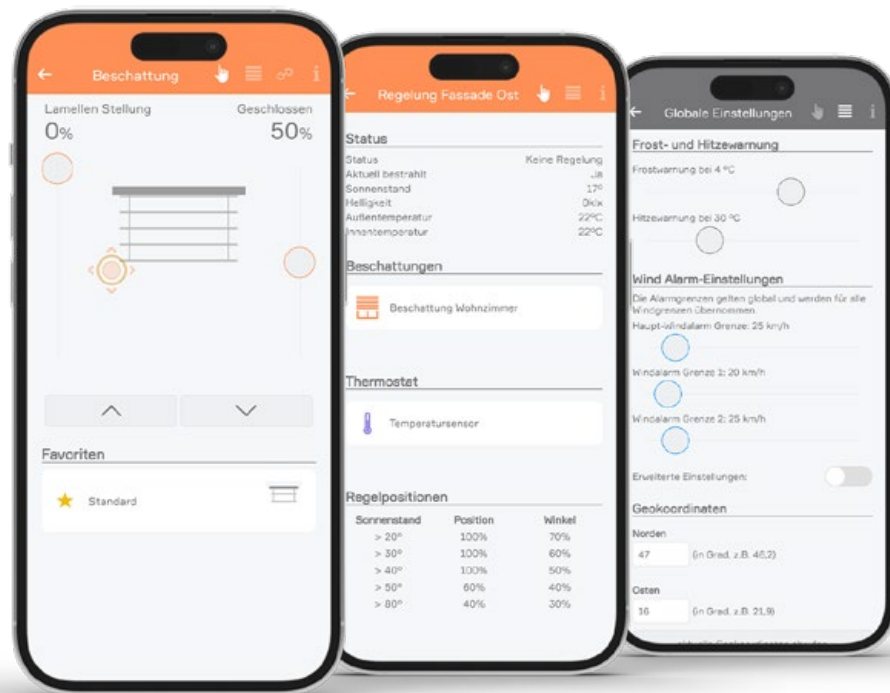 Beschattung
Lamellen Stellung Geschlossen
0% 50%
Favoriten
Standard
Regelung Fassade Ost
Status
Status Keine Regelung
Aktuell bestrahlt Ja
Sonnenstand 17°
Helligkeit 0klx
Außentemperatur 22°C
Innentemperatur 22°C
Beschattungen
Beschattung Wohnzimmer
Thermostat
Temperatursensor
Regelpositionen
Sonnenstand Position Winkel
> 20° 100% 70%
> 30° 100% 60%
> 40° 100% 50%
> 50° 60% 40%
> 80° 40% 30%
Globale Einstellungen
Frost- und Hitzewarnung
Frostwarnung bei 4 °C
Hitzewarnung bei 30 °C
Wind Alarm-Einstellungen
Die Alarmgrenzen gelten global und werden für alle
Windgrenzen übernommen.
Haupt-Windalarm Grenze: 25 km/h
Windalarm Grenze 1: 20 km/h
Windalarm Grenze 2: 25 km/h
Erweiterte Einstellungen:
Geokoordinaten
Norden
47 (in Grad, z.B. 46,2)
Osten
16 (in Grad, z.B. 21,9)